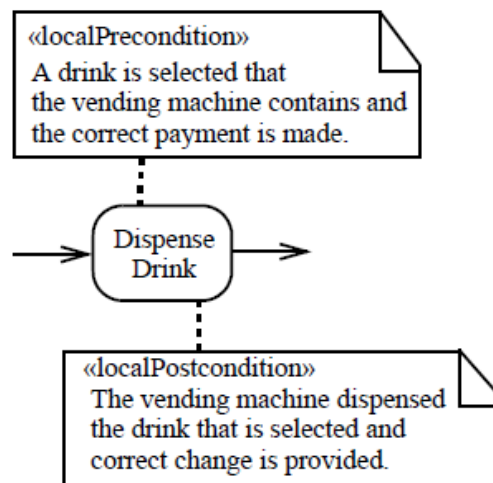 «localPrecondition»
A drink is selected that
the vending machine contains and
the correct payment is made.
Dispense
Drink
«localPostcondition»
The vending machine dispensed
the drink that is selected and
correct change is provided.